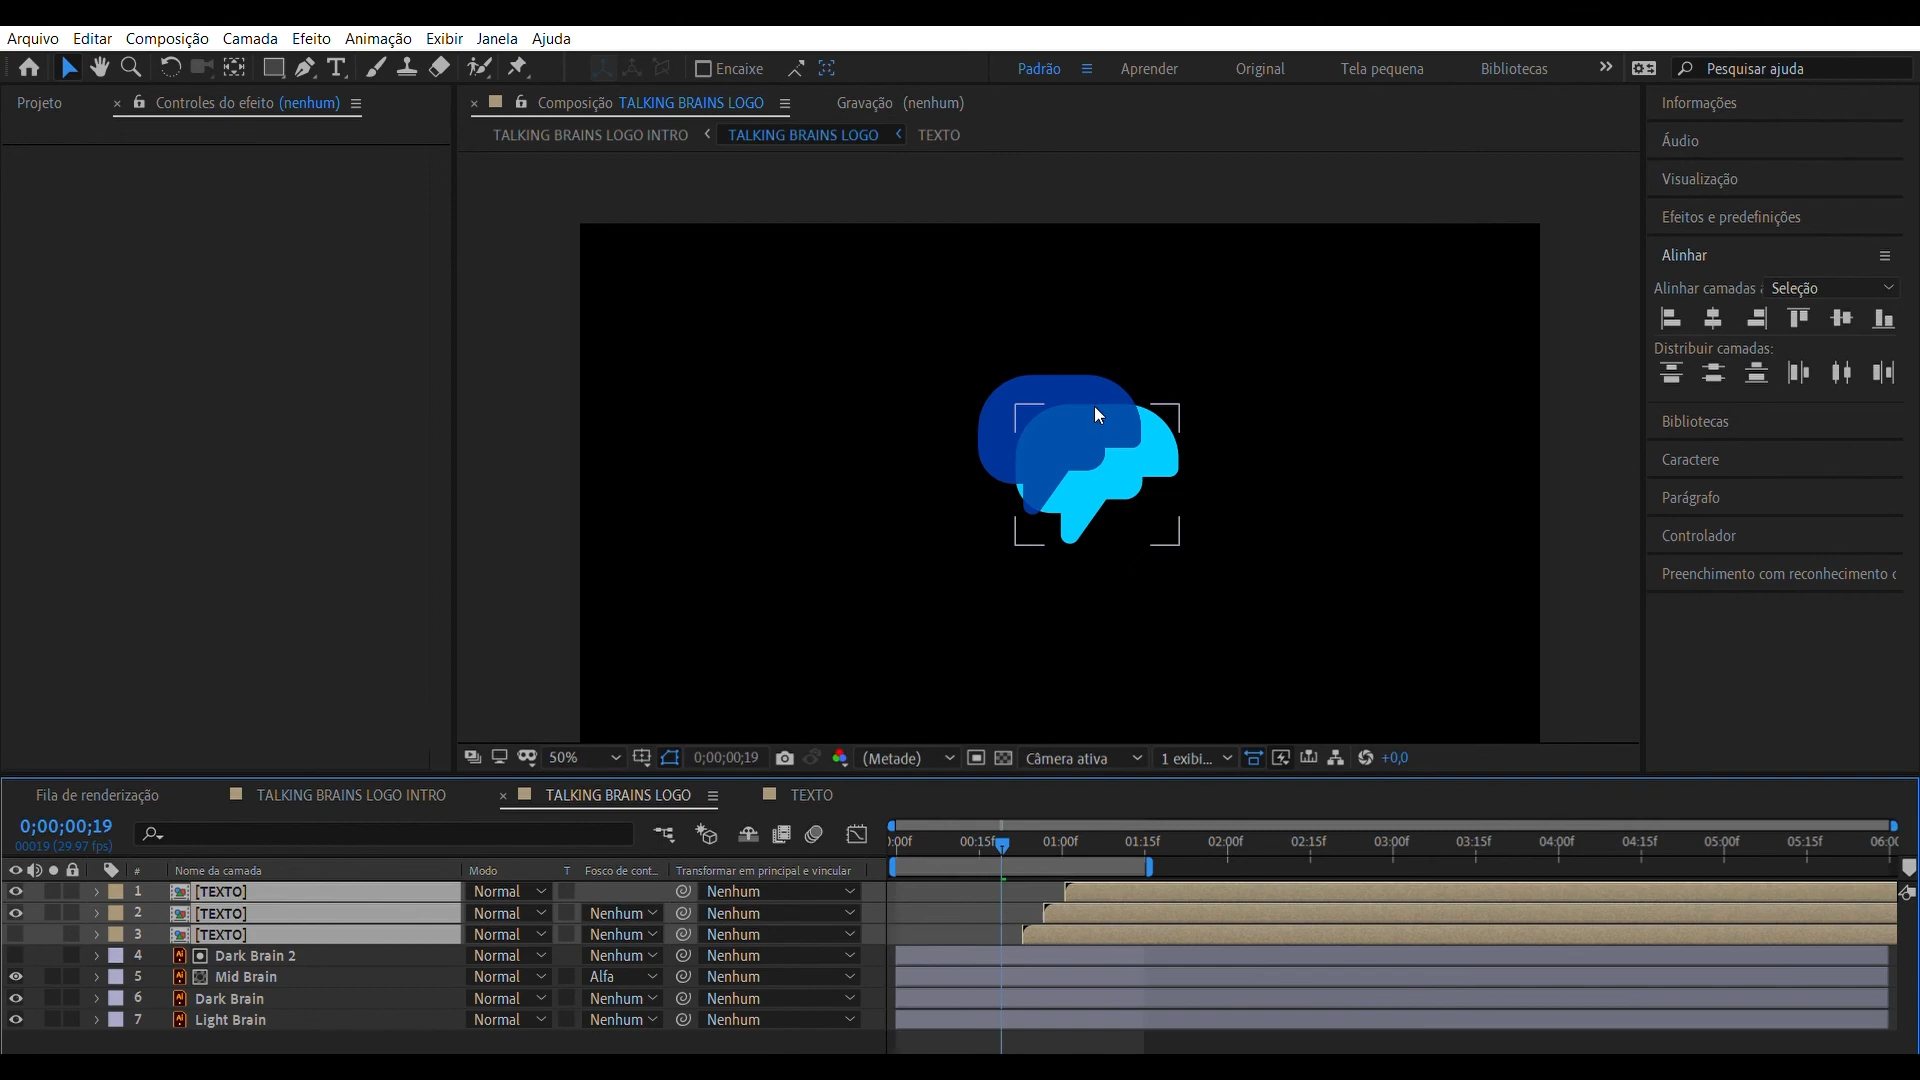 Arquivo Editar Composição Camada Efeito Animação Exibir Janela Ajuda
Encaixe Padrão Aprender Original Tela pequena Bibliotecas Pesquisar ajuda
Projeto Controles do efeito (nenhum) Composição TALKING BRAINS LOGO Gravação (nenhum) Informações
TALKING BRAINS LOGO INTRO TALKING BRAINS LOGO TEXTO
Áudio
Visualização
Efeitos e predefinições
Alinhar
Alinhar camadas Seleção
Distribuir camadas:
Bibliotecas
Caractere
Parágrafo
Controlador
Preenchimento com reconhecimento
50% 0;00;00;19 (Metade) Câmera ativa 1 exibi... +0,0
Fila de renderização TALKING BRAINS LOGO INTRO TALKING BRAINS LOGO TEXTO
0;00;00;19
00019 (29.97 fps)
00:15f 01:00f 01:15f 02:00f 02:15f 03:00f 03:15f 04:00f 04:15f 05:00f 05:15f
# Nome da camada Modo T Fosco de cont... Transformar em principal e vincular
1 [TEXTO] Normal Nenhum
2 [TEXTO] Normal Nenhum Nenhum
3 [TEXTO] Normal Nenhum Nenhum
4 Dark Brain 2 Normal Nenhum Nenhum
5 Mid Brain Normal Alfa Nenhum
6 Dark Brain Normal Nenhum Nenhum
7 Light Brain Normal Nenhum Nenhum